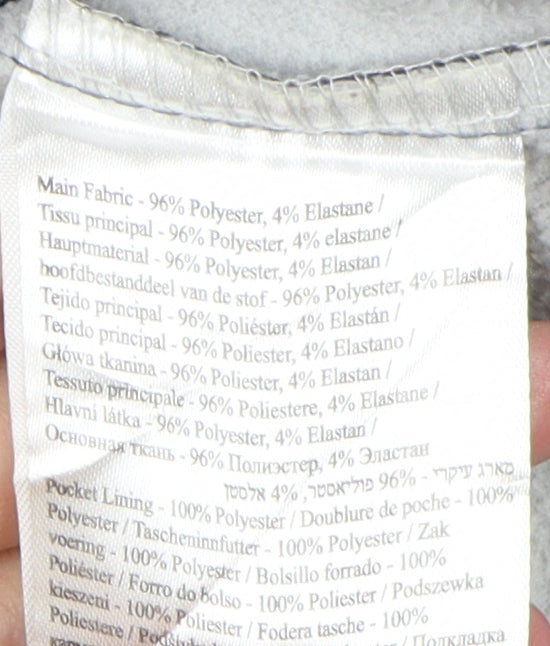 Main Fabric - 96% Polyester, 4% Elastane /
Tissu principal - 96% Polyester, 4% elastane /
Hauptmaterial - 96% Polyester, 4% Elastan /
hoofdbestanddeel van de stof - 96% Polyester, 4% Elastan /
Tejido principal - 96% Poliéster, 4% Elastán /
Tecido principal - 96% Poliester, 4% Elastano /
Główa tkanina - 96% Poliester, 4% Elastan /
Tessuto principale - 96% Poliestere, 4% Elastane /
Hlavní látka - 96% Polyester, 4% Elastan /
Основная ткань - 96% Полиэстер, 4% Эластан
מארג עיקרי - 96% פוליאסטר, 4% אלסטן
Pocket Lining - 100% Polyester / Doublure de poche - 100%
Polyester / Tascheninnfutter - 100% Polyester / Zak
voering - 100% Polyester / Bolsillo forrado - 100%
Poliéster / Forro do bolso - 100% Poliester / Podszewka
kieszeni - 100% Poliester / Fodera tasche - 100%
Poliestere / / Подкладка